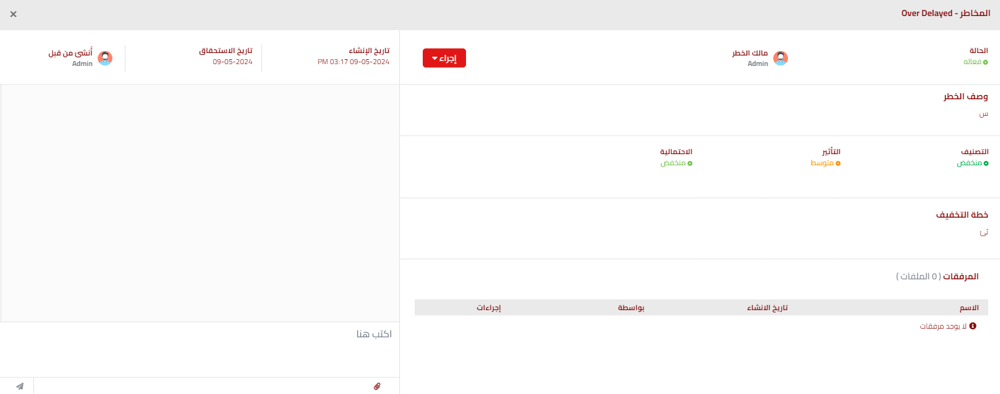 المخاطر - Over Delayed
الحالة
فعاله
مالك الخطر
Admin
إجراء
تاريخ الإنشاء
09-05-2024 03:17 PM
تاريخ الاستحقاق
09-05-2024
أُنشئ من قبل
Admin
وصف الخطر
س
التصنيف
منخفض
التأثير
متوسط
الاحتمالية
منخفض
خطة التخفيف
المرفقات ( 0 الملفات )
الاسم تاريخ الانشاء بواسطة إجراءات
لا يوجد مرفقات
اكتب هنا